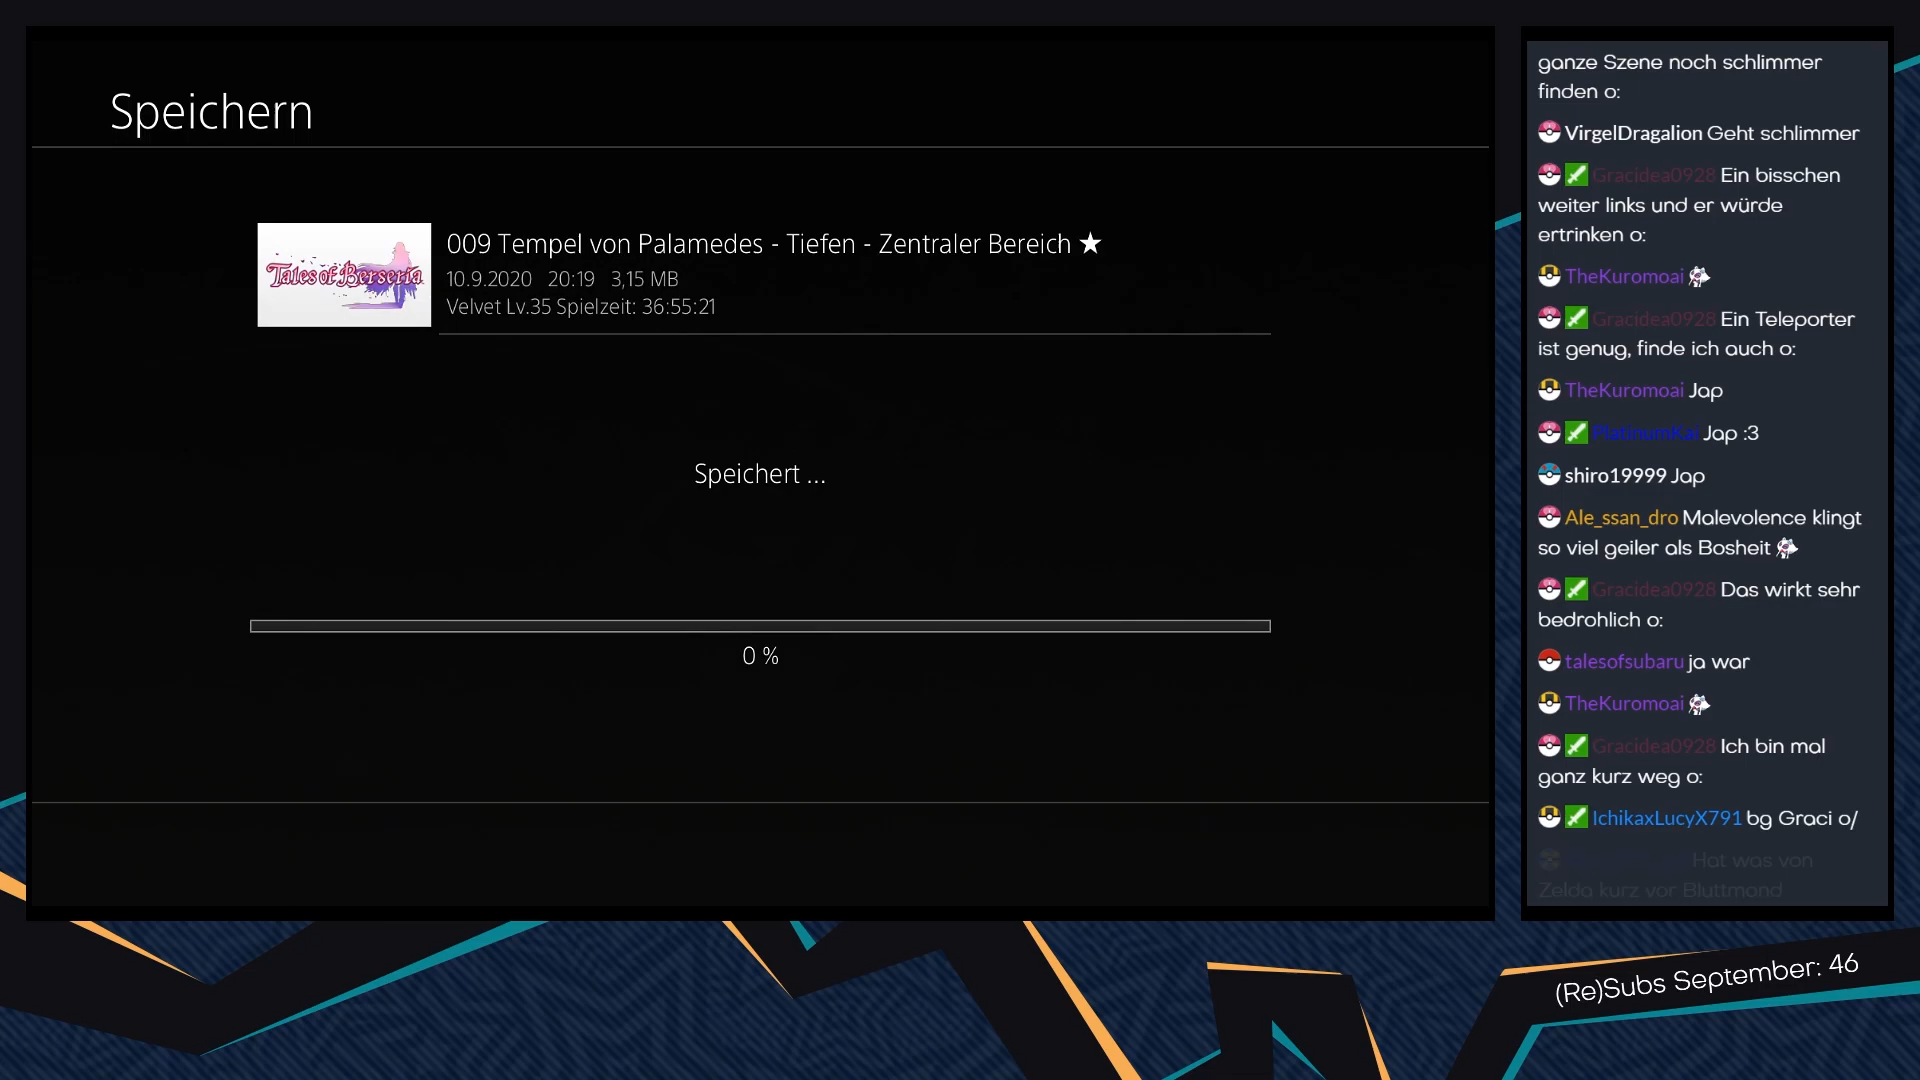 Speichern
Tales of Berseria
009 Tempel von Palamedes - Tiefen - Zentraler Bereich ★
10.9.2020 20:19 3,15 MB
Velvet Lv.35 Spielzeit: 36:55:21
Speichert ...
0 %
ganze Szene noch schlimmer
finden o:
VirgelDragalion Geht schlimmer
Gracidea0928 Ein bisschen
weiter links und er würde
ertrinken o:
TheKuromoai
Gracidea0928 Ein Teleporter
ist genug, finde ich auch o:
TheKuromoai Jap
PlatinumKai Jap :3
shiro19999 Jap
Ale_ssan_dro Malevolence klingt
so viel geiler als Bosheit
Gracidea0928 Das wirkt sehr
bedrohlich o:
talesofsubaru ja war
TheKuromoai
Gracidea0928 Ich bin mal
ganz kurz weg o:
IchikaxLucyX791 bg Graci o/
Hat was von
Zelda kurz vor Bluttmond
(Re)Subs September: 46